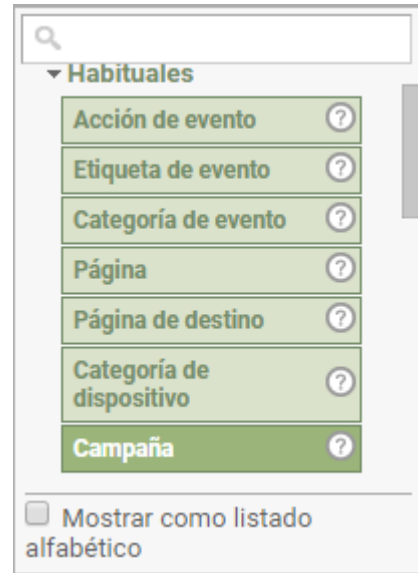 Habituales
Acción de evento
Etiqueta de evento
Categoría de evento
Página
Página de destino
Categoría de
dispositivo
Campaña
Mostrar como listado
alfabético